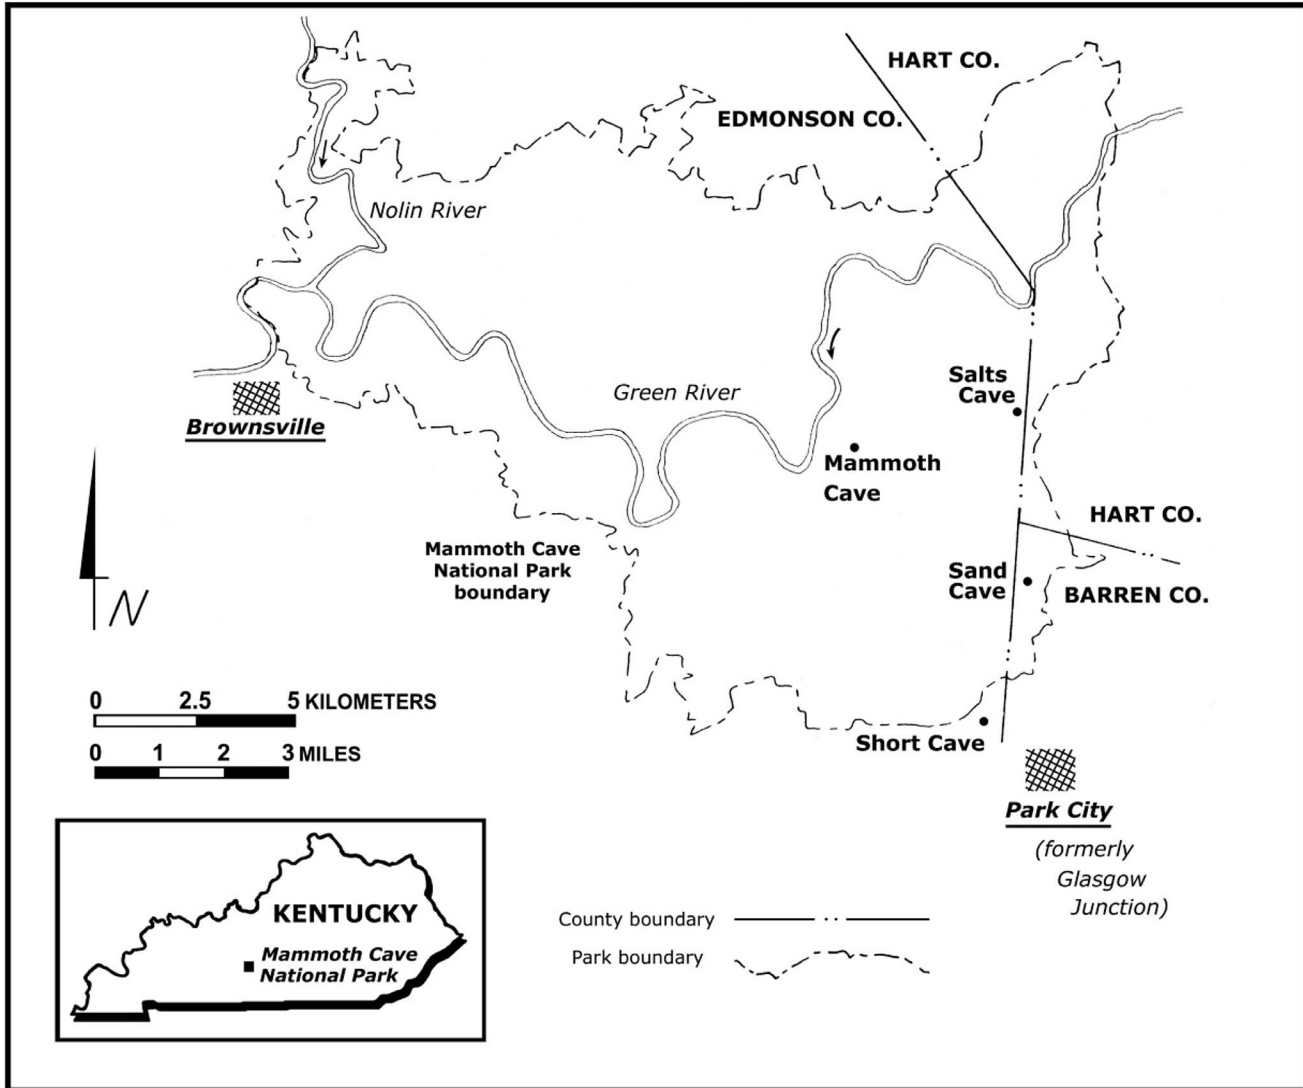 HART CO.
EDMONSON CO.
Nolin River
Green River
Salts
Cave
Brownsville
Mammoth
Cave
HART CO.
Mammoth Cave
National Park
boundary
Sand
Cave
BARREN CO.
N
0 2.5 5 KILOMETERS
0 1 2 3 MILES
Short Cave
Park City
(formerly
Glasgow
Junction)
KENTUCKY
Mammoth Cave
National Park
County boundary
Park boundary